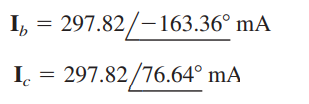 I_b = 297.82/−163.36° mA
I_c = 297.82/76.64° mA